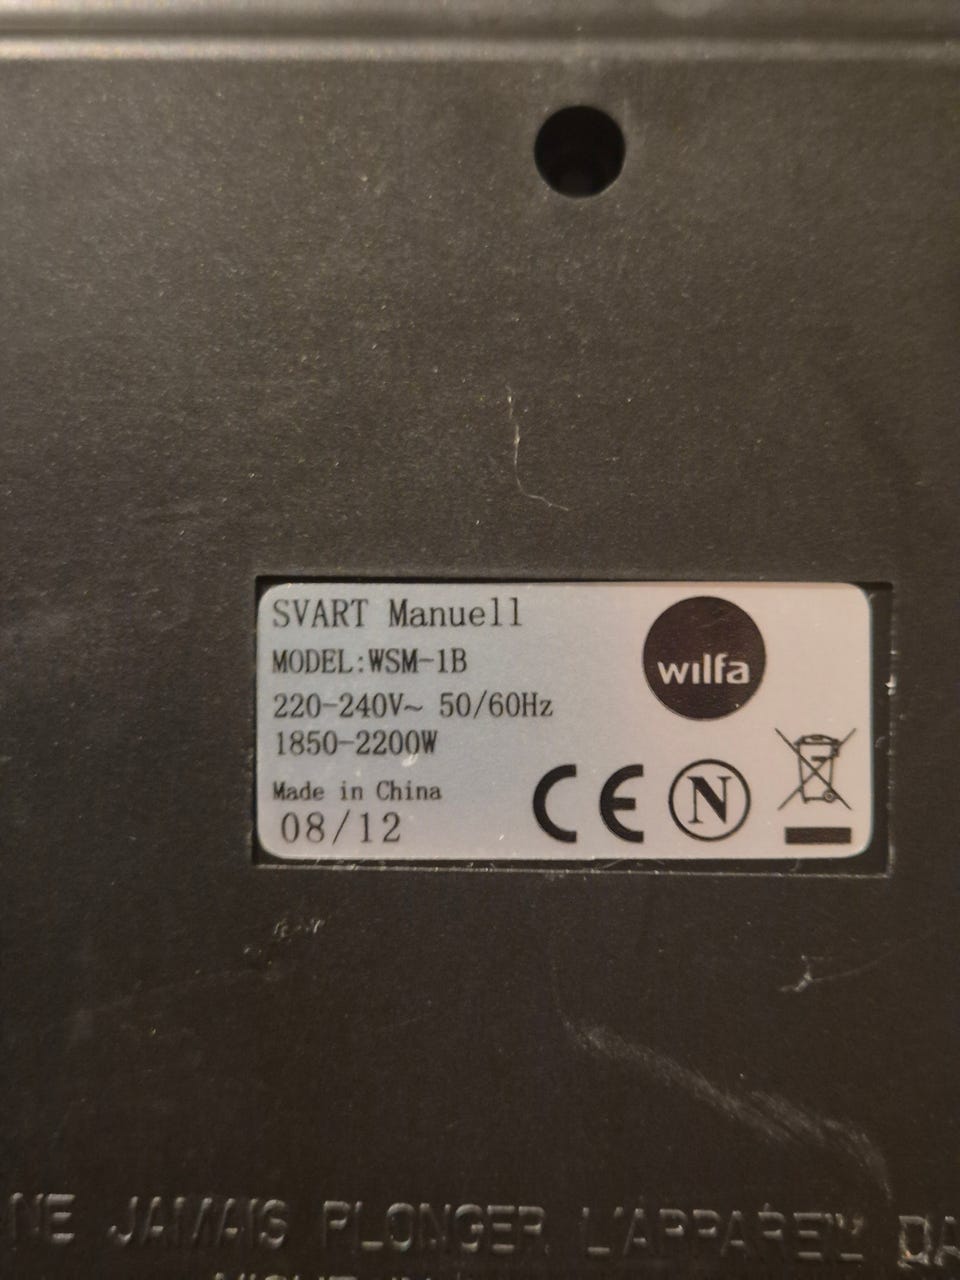 SVART Manuell
MODEL:WSM-1B
220-240V~ 50/60Hz
1850-2200W
Made in China
08/12
wilfa
CE
N
NE JAMAIS PLONGER L'APPAREIL DA